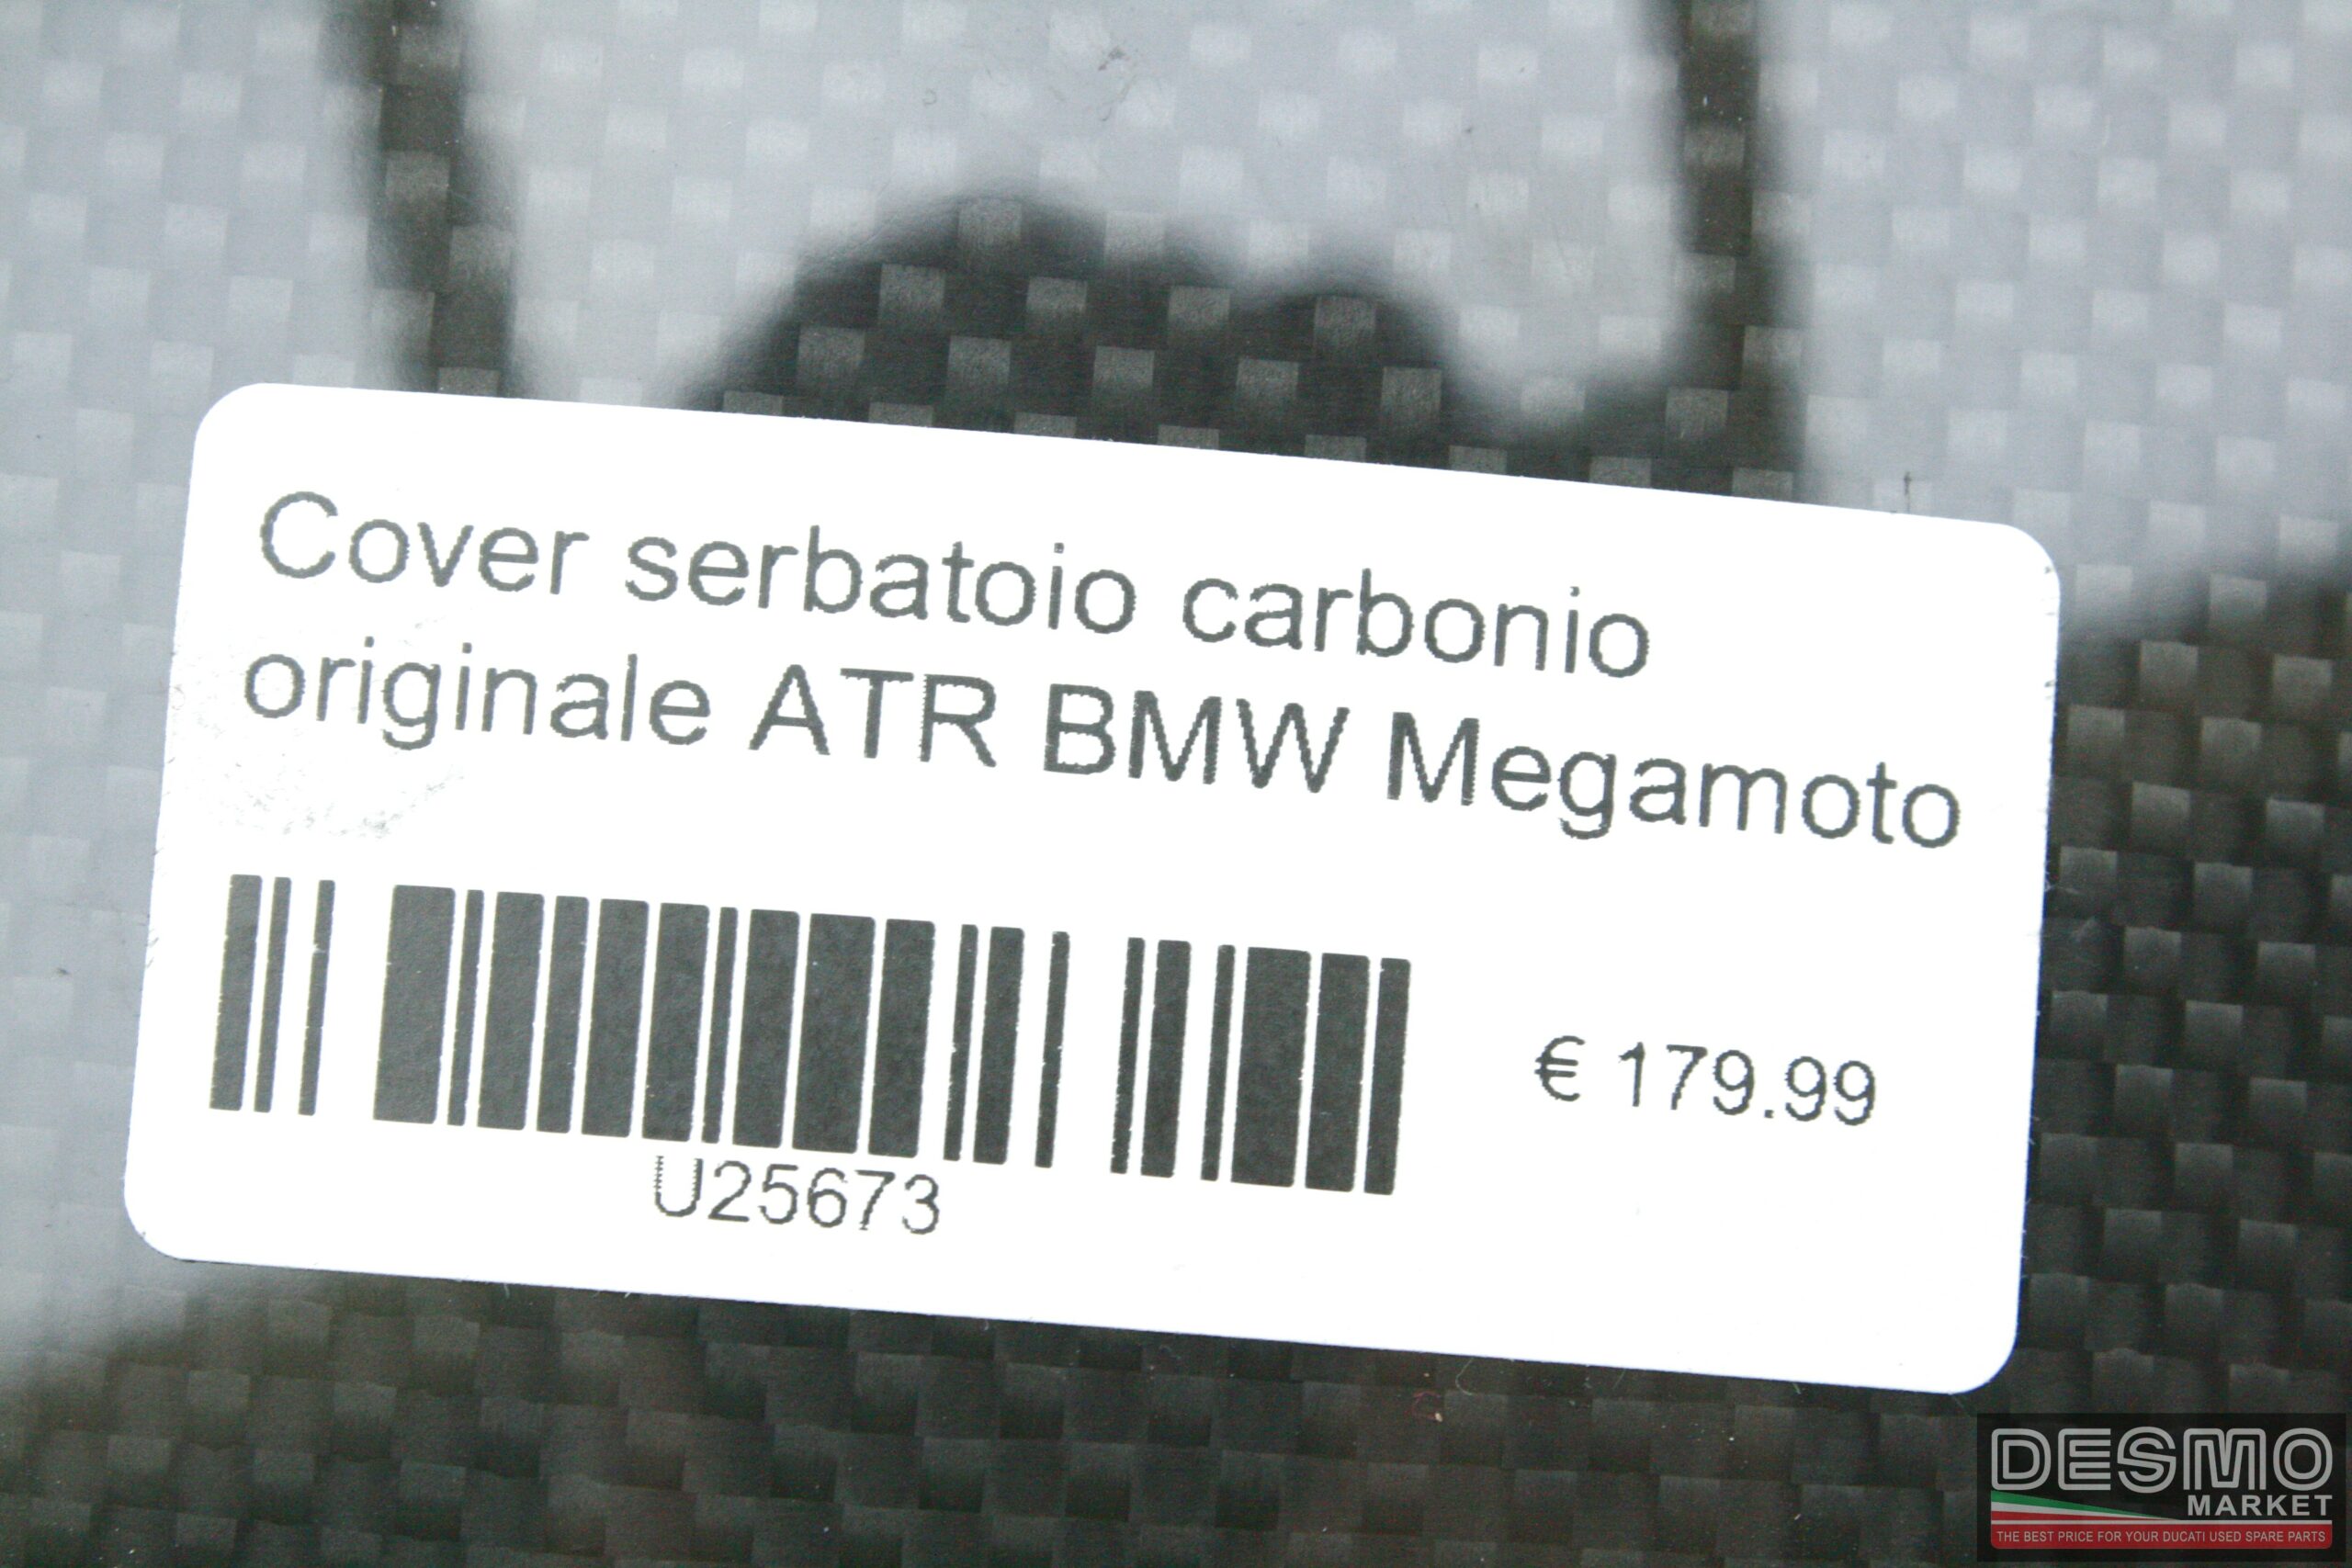 Cover serbatoio carbonio
originale ATR BMW Megamoto
€ 179.99
U25673
DESMO
MARKET
THE BEST PRICE FOR YOUR DUCATI USED SPARE PARTS